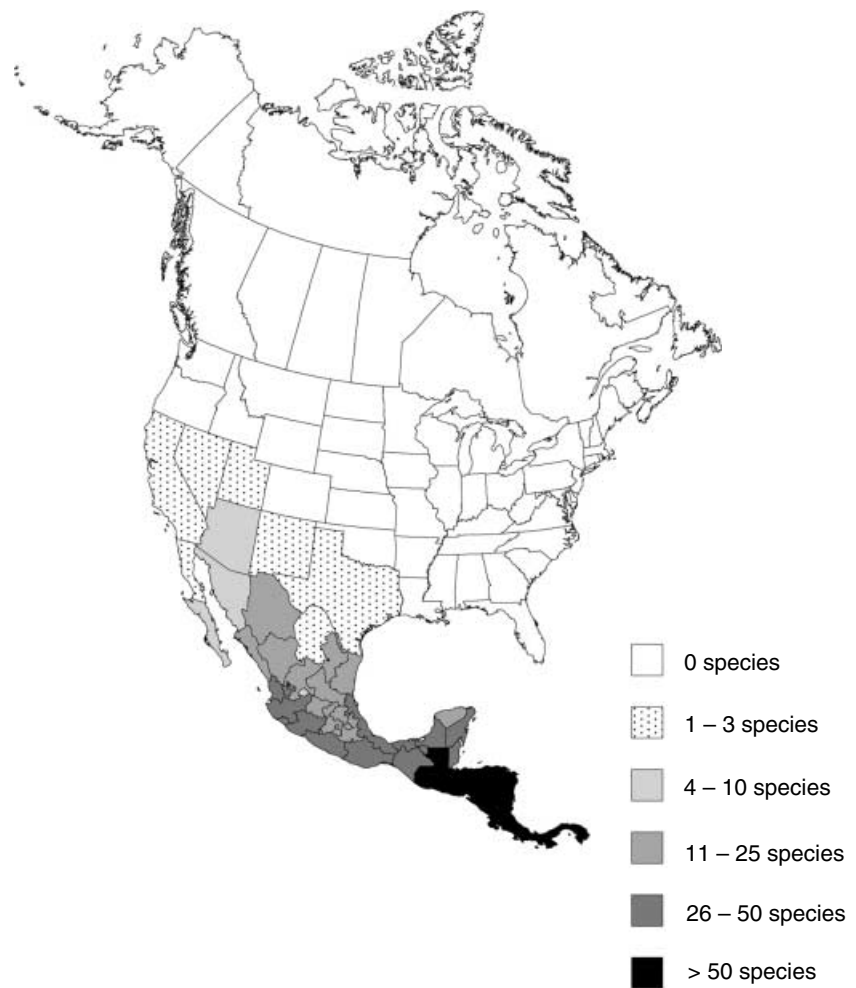 0 species
1 – 3 species
4 – 10 species
11 – 25 species
26 – 50 species
> 50 species